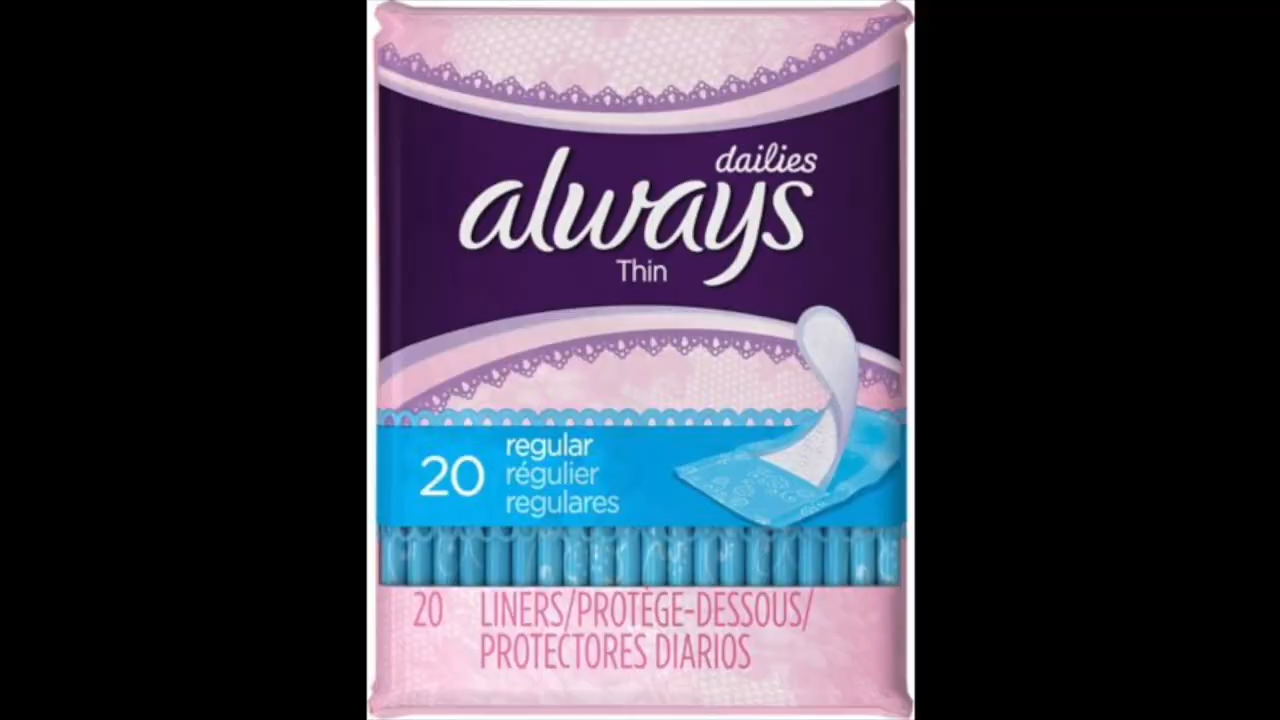 dailies
always
Thin
20
regular
régulier
regulares
20 LINERS/PROTÈGE-DESSOUS/
PROTECTORES DIARIOS